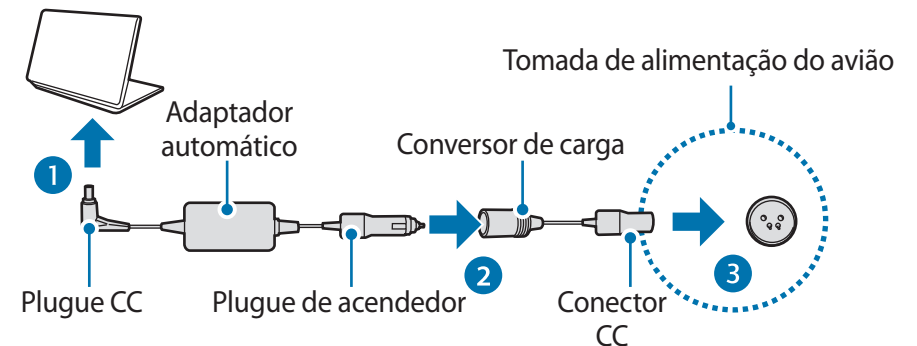 Tomada de alimentação do avião
Adaptador
automático
Conversor de carga
1
2
3
Plugue CC
Plugue de acendedor
Conector
CC